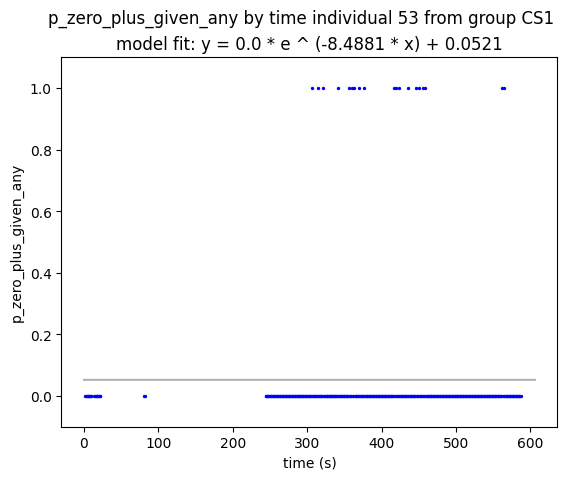 p_zero_plus_given_any by time individual 53 from group CS1
model fit: y = 0.0 * e ^ (-8.4881 * x) + 0.0521
1.0
0.8
0.6
0.4
0.2
0.0
p_zero_plus_given_any
0 100 200 300 400 500 600
time (s)